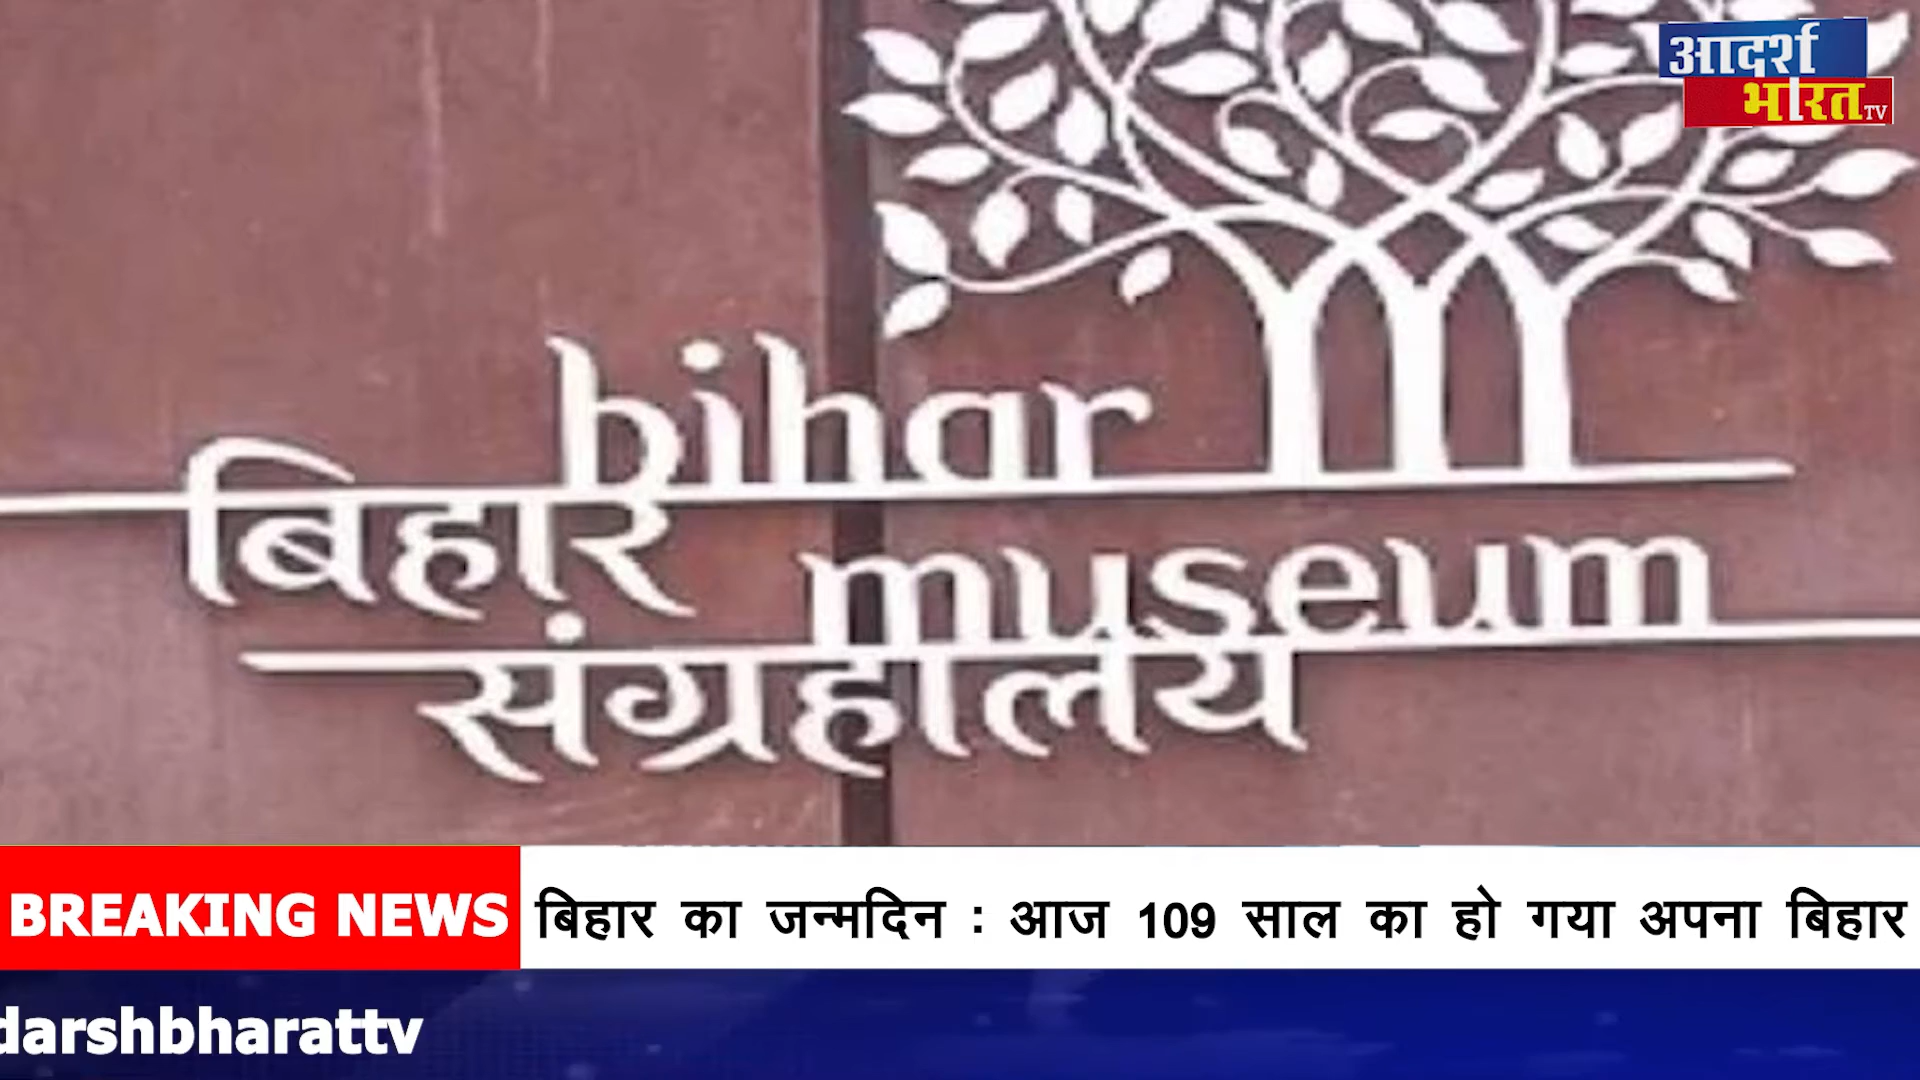 आदर्श
भारत TV
bihar
बिहार
museum
संग्रहालय
BREAKING NEWS बिहार का जन्मदिन : आज 109 साल का हो गया अपना बिहार
darshbharattv